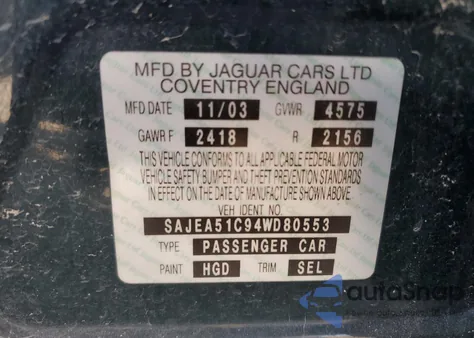 MFD BY JAGUAR CARS LTD
COVENTRY ENGLAND
MFD DATE 11/03 GVWR 4575
GAWR F 2418 R 2156
THIS VEHICLE CONFORMS TO ALL APPLICABLE FEDERAL MOTOR
VEHICLE SAFETY, BUMPER AND THEFT PREVENTION STANDARDS
IN EFFECT ON THE DATE OF MANUFACTURE SHOWN ABOVE.
VEH IDENT NO
SAJEA51C94WD80553
TYPE PASSENGER CAR
PAINT HGD TRIM SEL
autoSnap